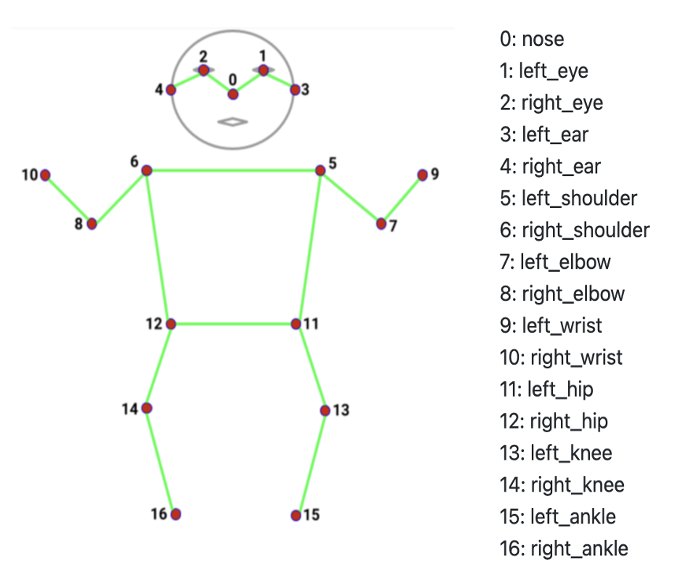 2
1
0
4
3
10
6
5
9
8
7
12
11
14
13
16
15
0: nose
1: left_eye
2: right_eye
3: left_ear
4: right_ear
5: left_shoulder
6: right_shoulder
7: left_elbow
8: right_elbow
9: left_wrist
10: right_wrist
11: left_hip
12: right_hip
13: left_knee
14: right_knee
15: left_ankle
16: right_ankle